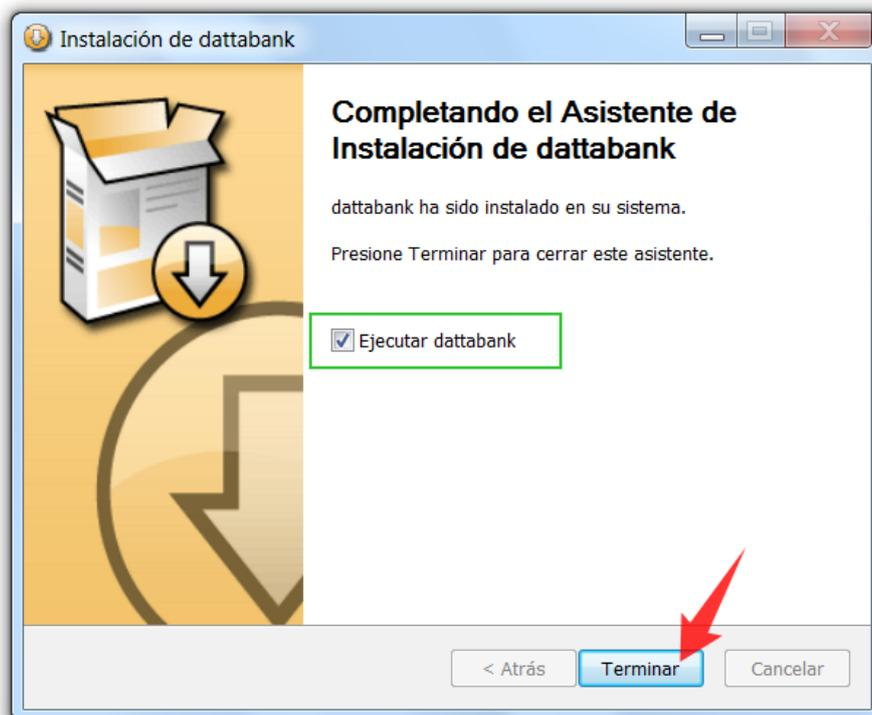 Instalación de dattabank
Completando el Asistente de
Instalación de dattabank
dattabank ha sido instalado en su sistema.
Presione Terminar para cerrar este asistente.
Ejecutar dattabank
< Atrás
Terminar
Cancelar